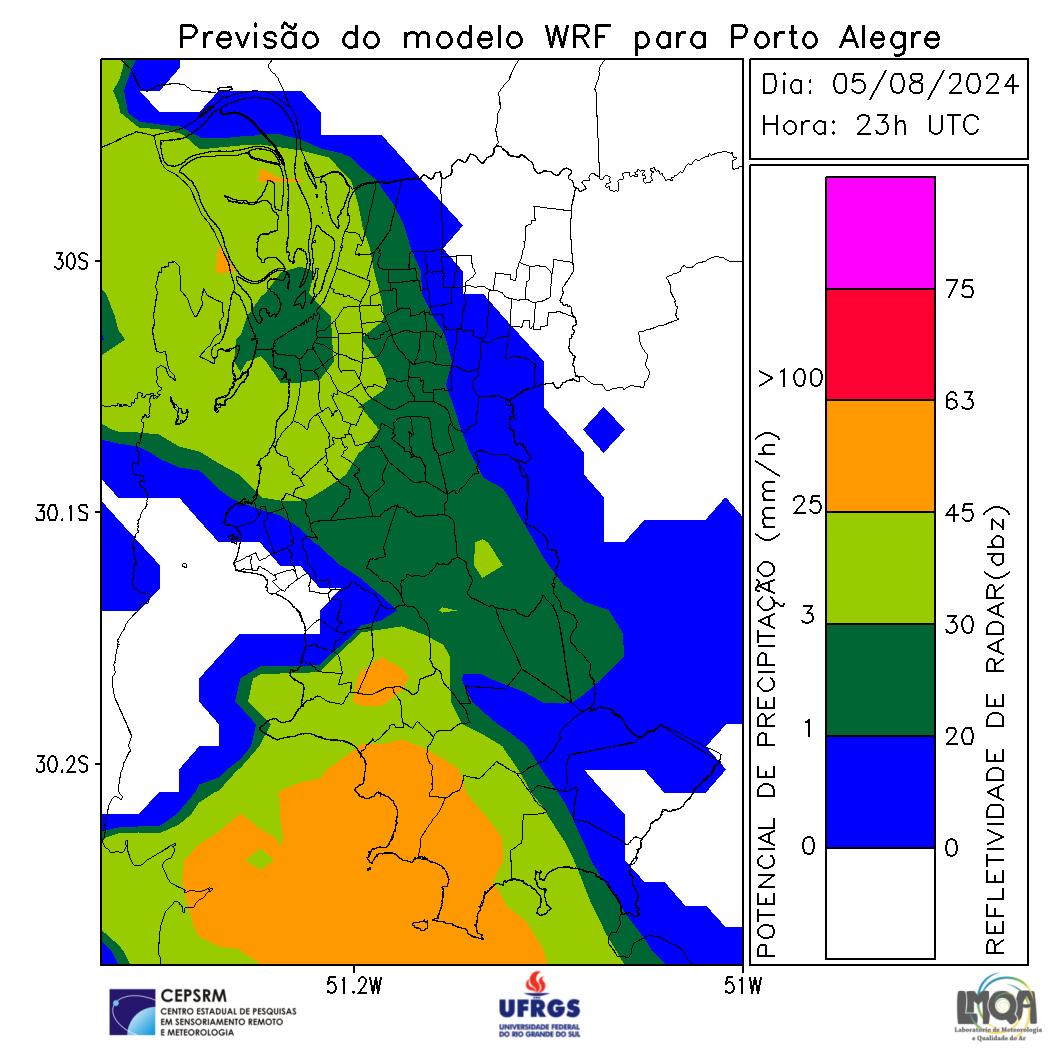 Previsão do modelo WRF para Porto Alegre
Dia: 05/08/2024
Hora: 23h UTC
30S
30.1S
30.2S
51.2W
51W
POTENCIAL DE PRECIPITAÇÃO (mm/h)
>100
25
3
1
0
75
63
45
30
20
0
REFLETIVIDADE DE RADAR(dbz)
CEPSRM
CENTRO ESTADUAL DE PESQUISAS
EM SENSORIAMENTO REMOTO
E METEOROLOGIA
UFRGS
UNIVERSIDADE FEDERAL
DO RIO GRANDE DO SUL
LMQA
Laboratório de Meteorologia
e Qualidade do Ar